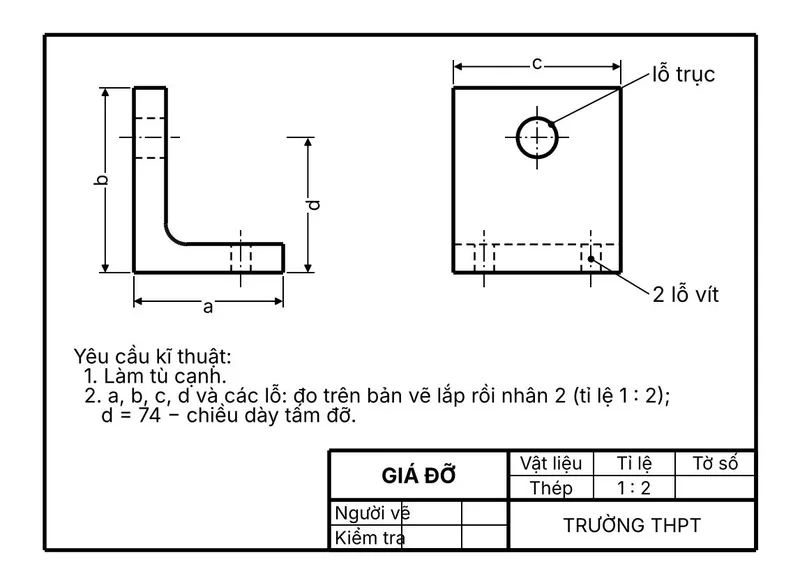 c
lỗ trục
b
d
a
2 lỗ vít
Yêu cầu kĩ thuật:
1. Làm tù cạnh.
2. a, b, c, d và các lỗ: đo trên bản vẽ lắp rồi nhân 2 (tỉ lệ 1 : 2);
d = 74 − chiều dày tấm đỡ.
GIÁ ĐỠ
Vật liệu Tỉ lệ Tờ số
Thép 1 : 2
Người vẽ
Kiểm tra
TRƯỜNG THPT